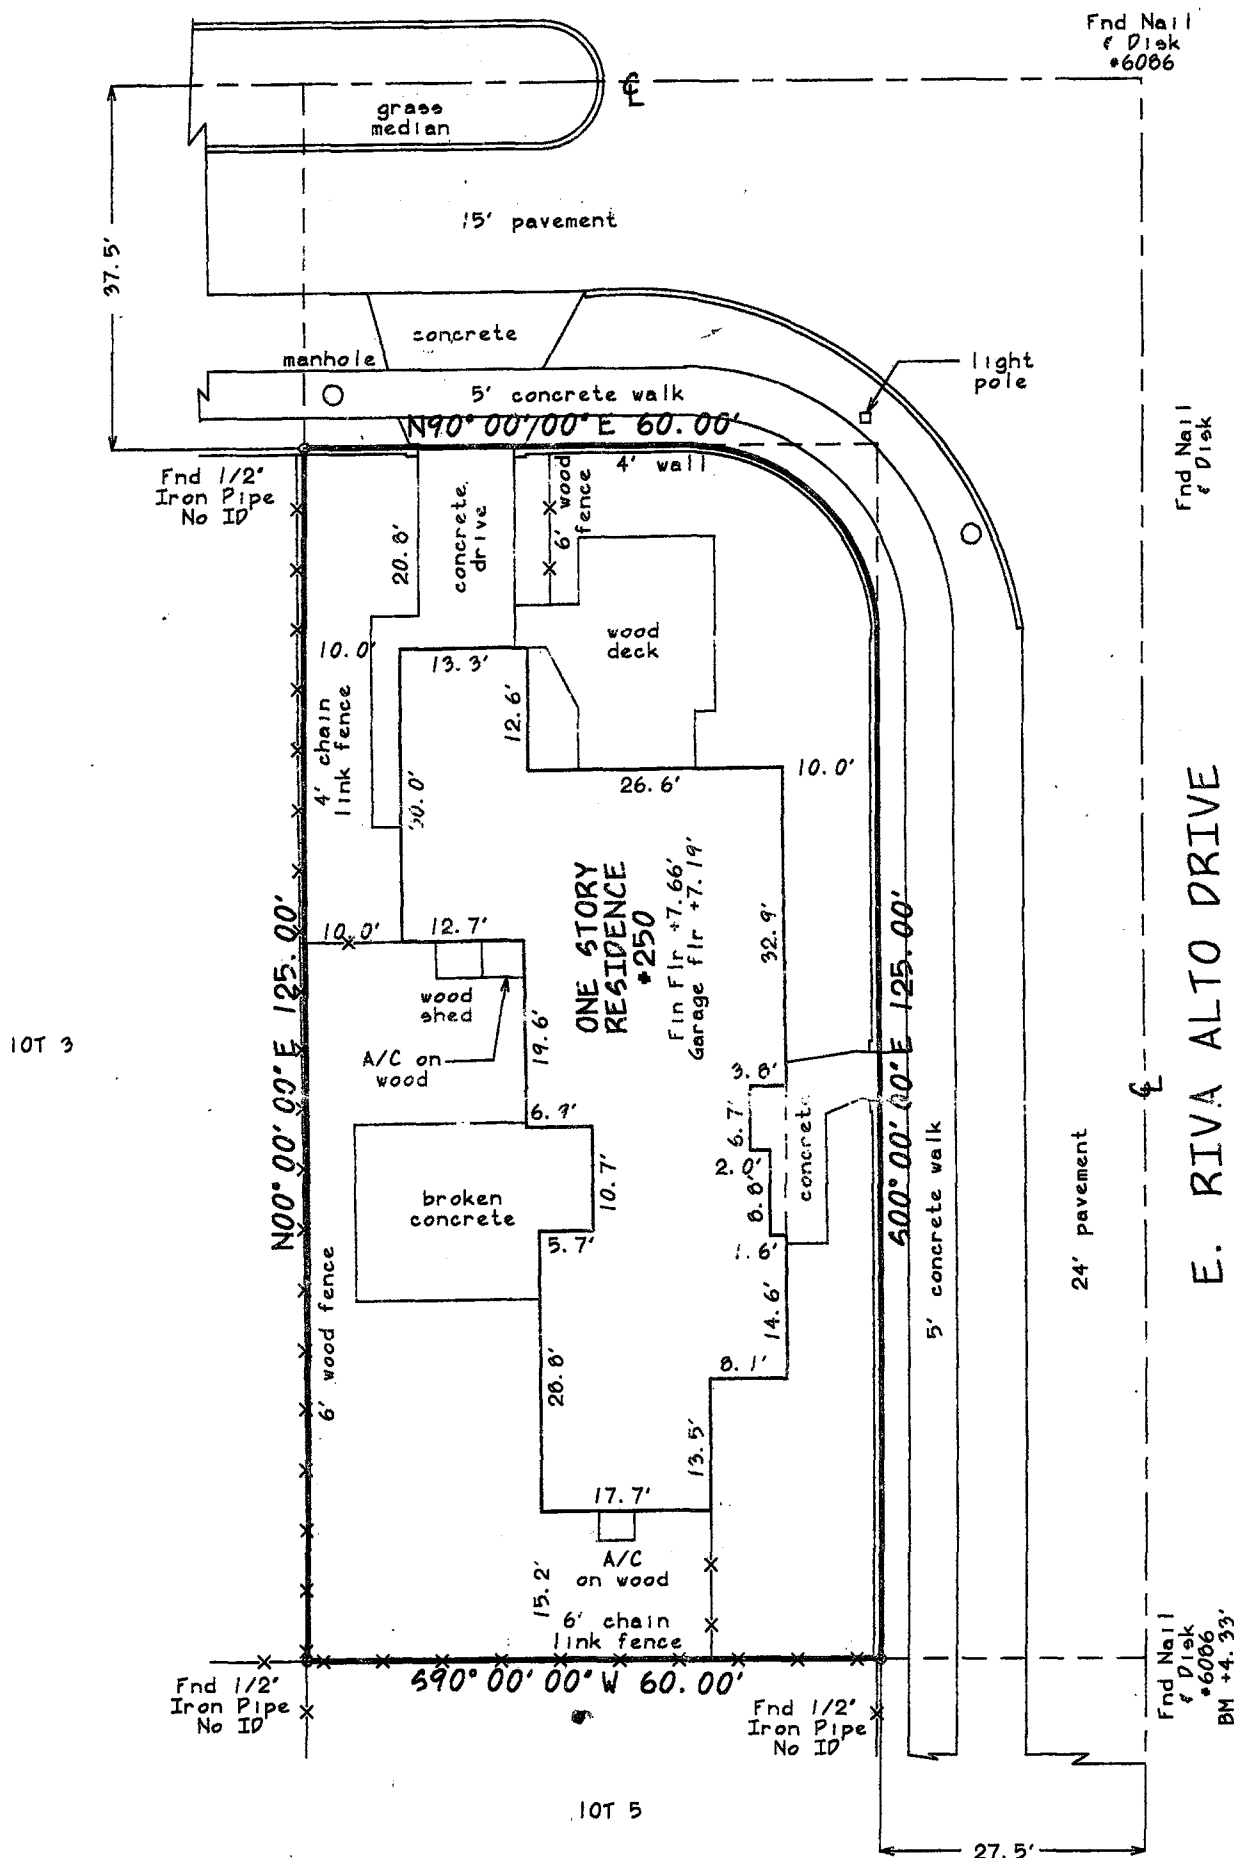 Fnd Nail
& Disk
#6086
℄
grass
median
15' pavement
37.5'
concrete
manhole
light
pole
5' concrete walk
N90°00'00"E 60.00'
Fnd 1/2"
Iron Pipe
No ID
4' wall
6' wood
fence
Fnd Nail
& Disk
20.8'
concrete
drive
10.0'
13.3'
wood
deck
12.6'
4' chain
link fence
26.6'
10.0'
ONE STORY
RESIDENCE
#250
Fin Flr +7.66'
Garage flr +7.19'
32.9'
10.0'
12.7'
N00°00'00"E 125.00'
S00°00'00"E 125.00'
E. RIVA ALTO DRIVE
wood
shed
19.6'
LOT 3
A/C on
wood
3.8'
℄
6.7'
concrete
2.0'
8.8'
10.7'
broken
concrete
5.7'
1.6'
5' concrete walk
24' pavement
6' wood fence
14.6'
28.8'
8.1'
13.5'
17.7'
A/C
on wood
15.2'
6' chain
link fence
S90°00'00"W 60.00'
Fnd 1/2"
Iron Pipe
No ID
Fnd 1/2"
Iron Pipe
No ID
Fnd Nail
& Disk
#6086
BM +4.33'
LOT 5
27.5'